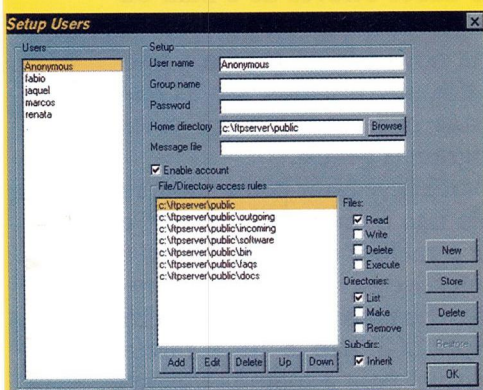 Setup Users
Users
Anonymous
fabio
jaquel
marcos
renata
Setup
User name
Anonymous
Group name
Password
Home directory
c:\ftpserver\public
Browse
Message file
Enable account
File/Directory access rules
c:\ftpserver\public
c:\ftpserver\public\outgoing
c:\ftpserver\public\incoming
c:\ftpserver\public\software
c:\ftpserver\public\bin
c:\ftpserver\public\faqs
c:\ftpserver\public\docs
Files:
Read
Write
Delete
Execute
Directories:
List
Make
Remove
Sub-dirs:
Inherit
Add
Edit
Delete
Up
Down
New
Store
Delete
Restore
OK